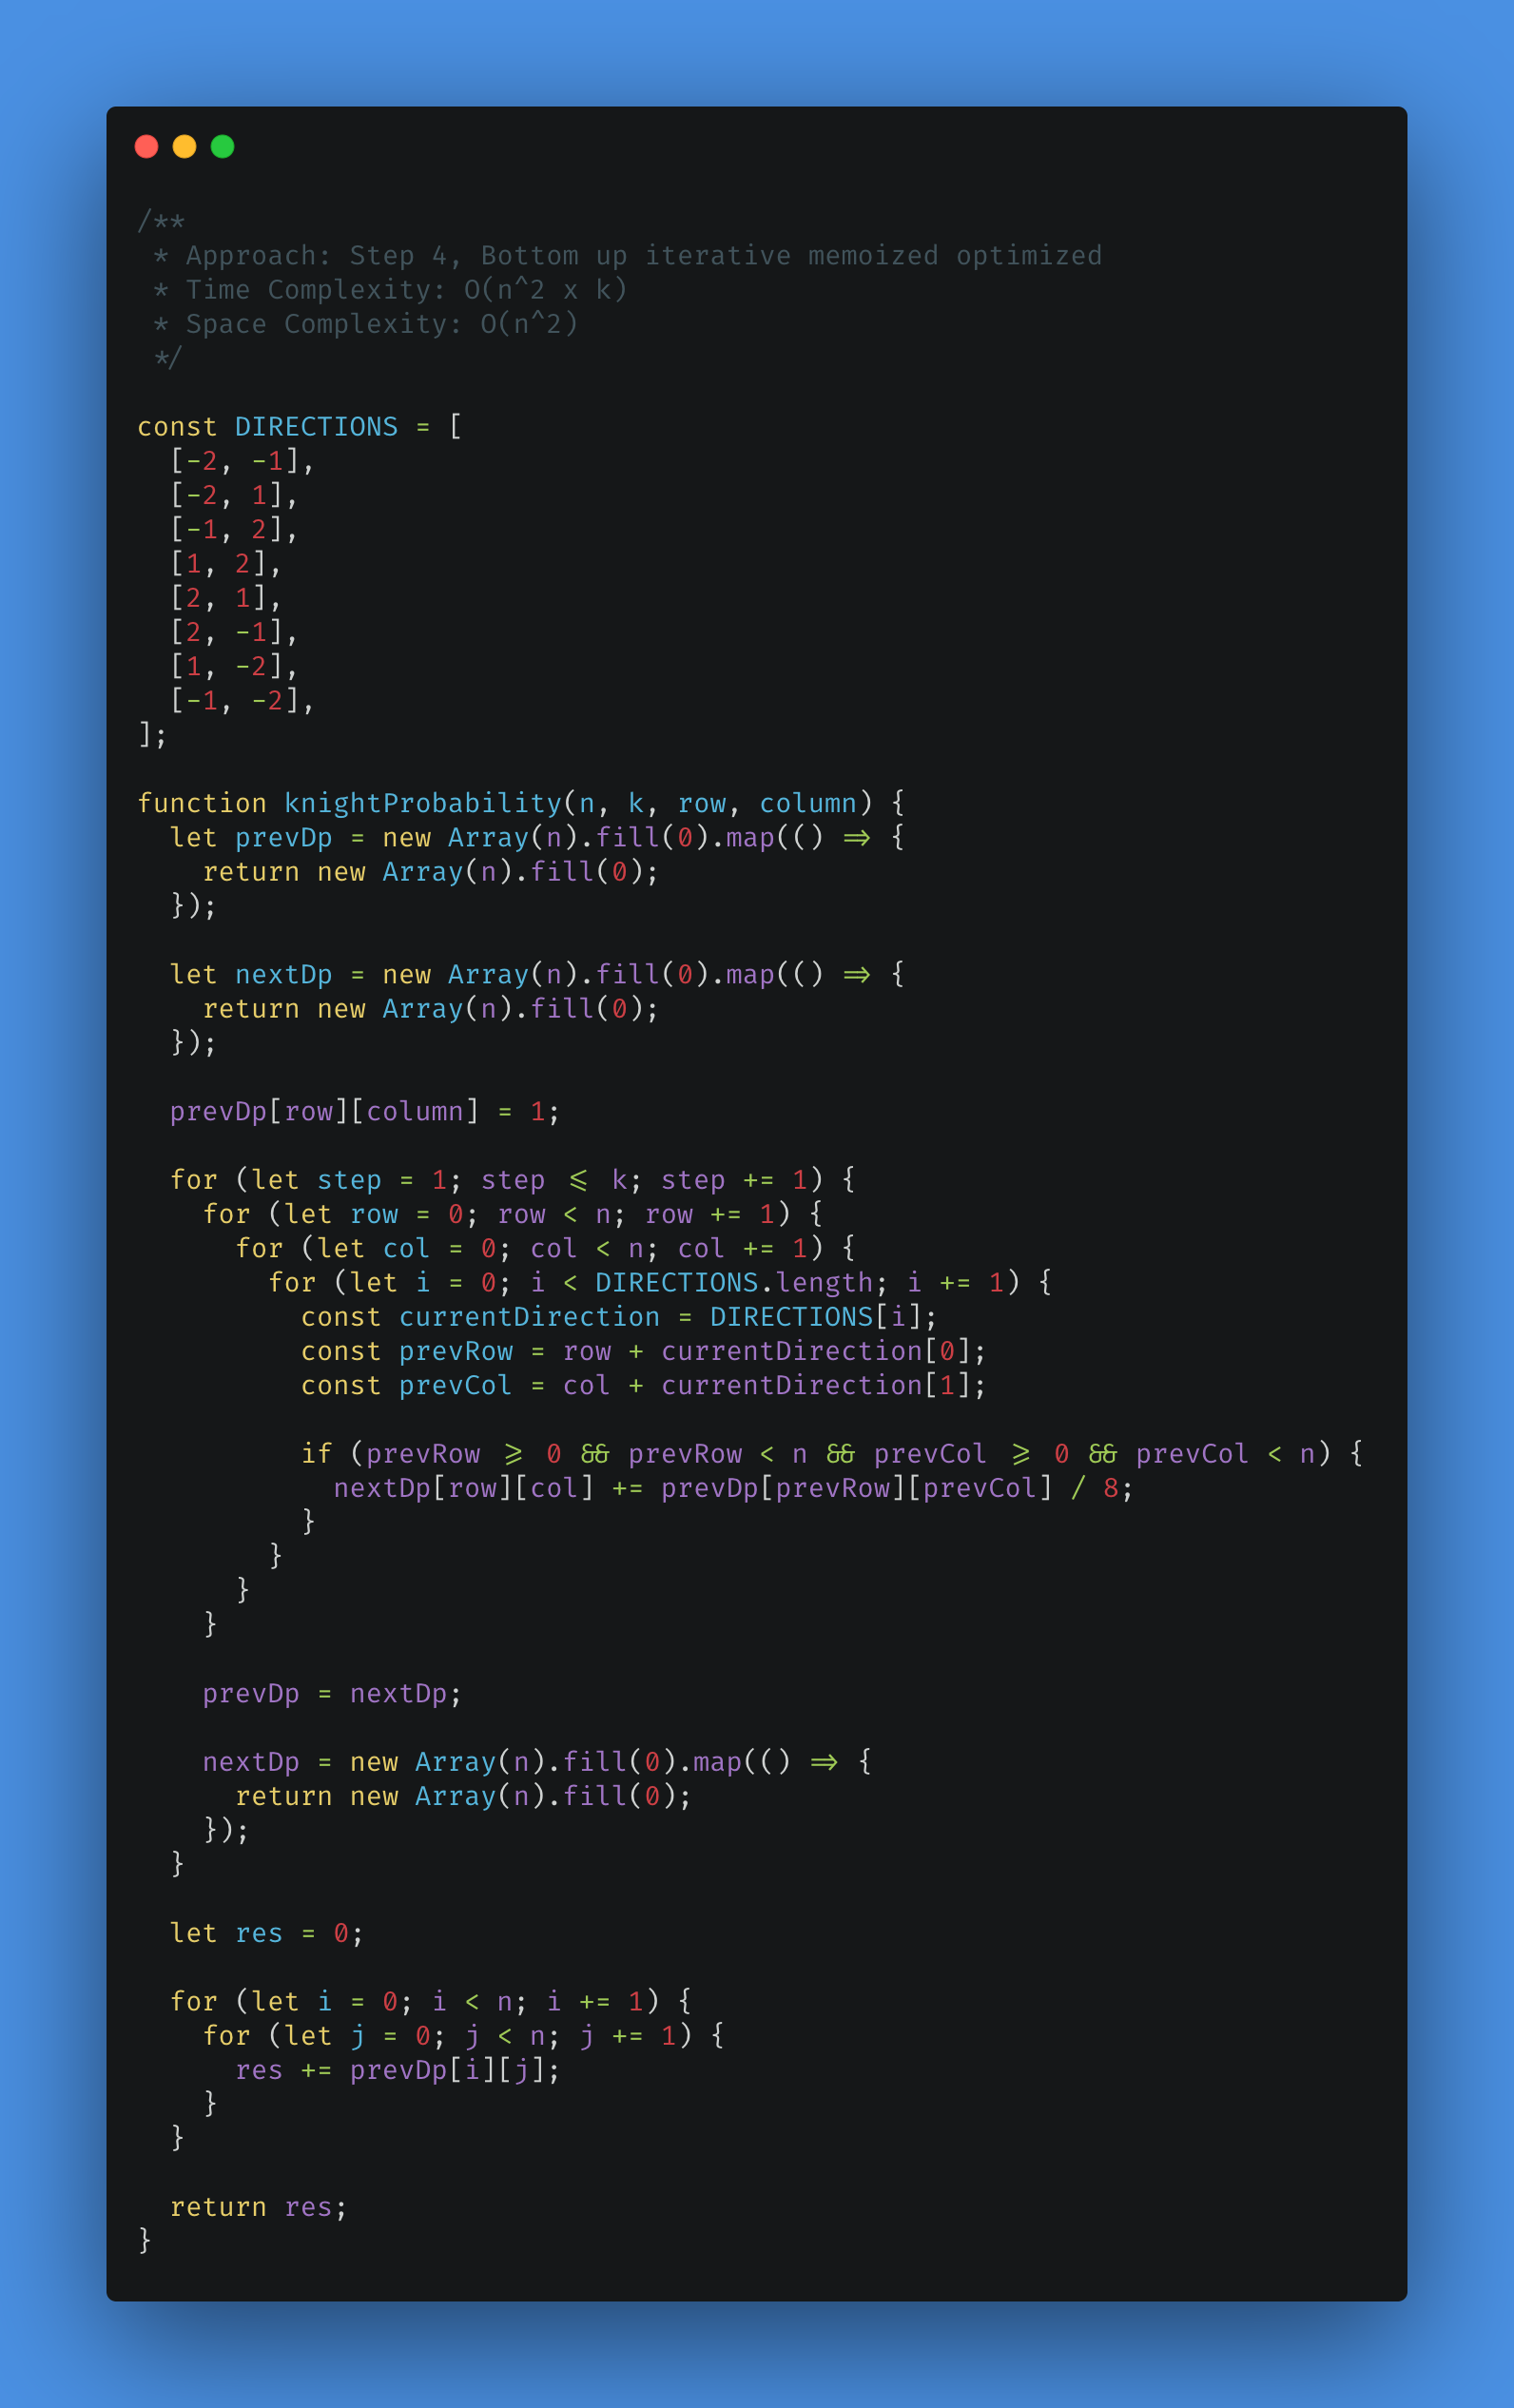 /**
 * Approach: Step 4, Bottom up iterative memoized optimized
 * Time Complexity: O(n^2 x k)
 * Space Complexity: O(n^2)
 */

const DIRECTIONS = [
  [-2, -1],
  [-2, 1],
  [-1, 2],
  [1, 2],
  [2, 1],
  [2, -1],
  [1, -2],
  [-1, -2],
];

function knightProbability(n, k, row, column) {
  let prevDp = new Array(n).fill(0).map(() => {
    return new Array(n).fill(0);
  });

  let nextDp = new Array(n).fill(0).map(() => {
    return new Array(n).fill(0);
  });

  prevDp[row][column] = 1;

  for (let step = 1; step <= k; step += 1) {
    for (let row = 0; row < n; row += 1) {
      for (let col = 0; col < n; col += 1) {
        for (let i = 0; i < DIRECTIONS.length; i += 1) {
          const currentDirection = DIRECTIONS[i];
          const prevRow = row + currentDirection[0];
          const prevCol = col + currentDirection[1];

          if (prevRow >= 0 && prevRow < n && prevCol >= 0 && prevCol < n) {
            nextDp[row][col] += prevDp[prevRow][prevCol] / 8;
          }
        }
      }
    }

    prevDp = nextDp;

    nextDp = new Array(n).fill(0).map(() => {
      return new Array(n).fill(0);
    });
  }

  let res = 0;

  for (let i = 0; i < n; i += 1) {
    for (let j = 0; j < n; j += 1) {
      res += prevDp[i][j];
    }
  }

  return res;
}